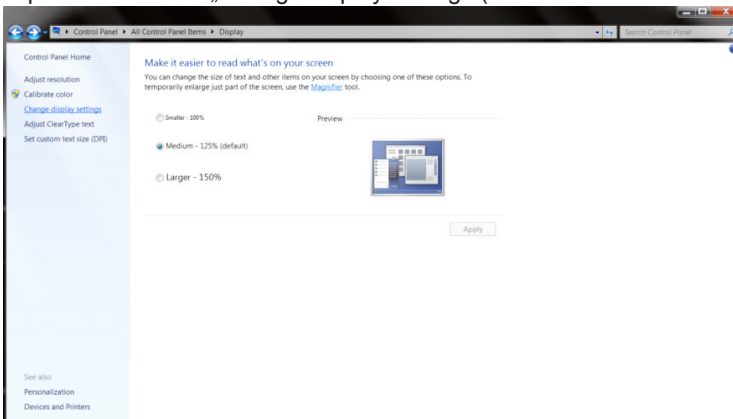 Control Panel ▸ All Control Panel Items ▸ Display
Search Control Panel
Control Panel Home
Adjust resolution
Calibrate color
Change display settings
Adjust ClearType text
Set custom text size (DPI)
See also
Personalization
Devices and Printers
Make it easier to read what's on your screen
You can change the size of text and other items on your screen by choosing one of these options. To
temporarily enlarge just part of the screen, use the Magnifier tool.
Smaller - 100%
Preview
Medium - 125% (default)
Larger - 150%
Apply